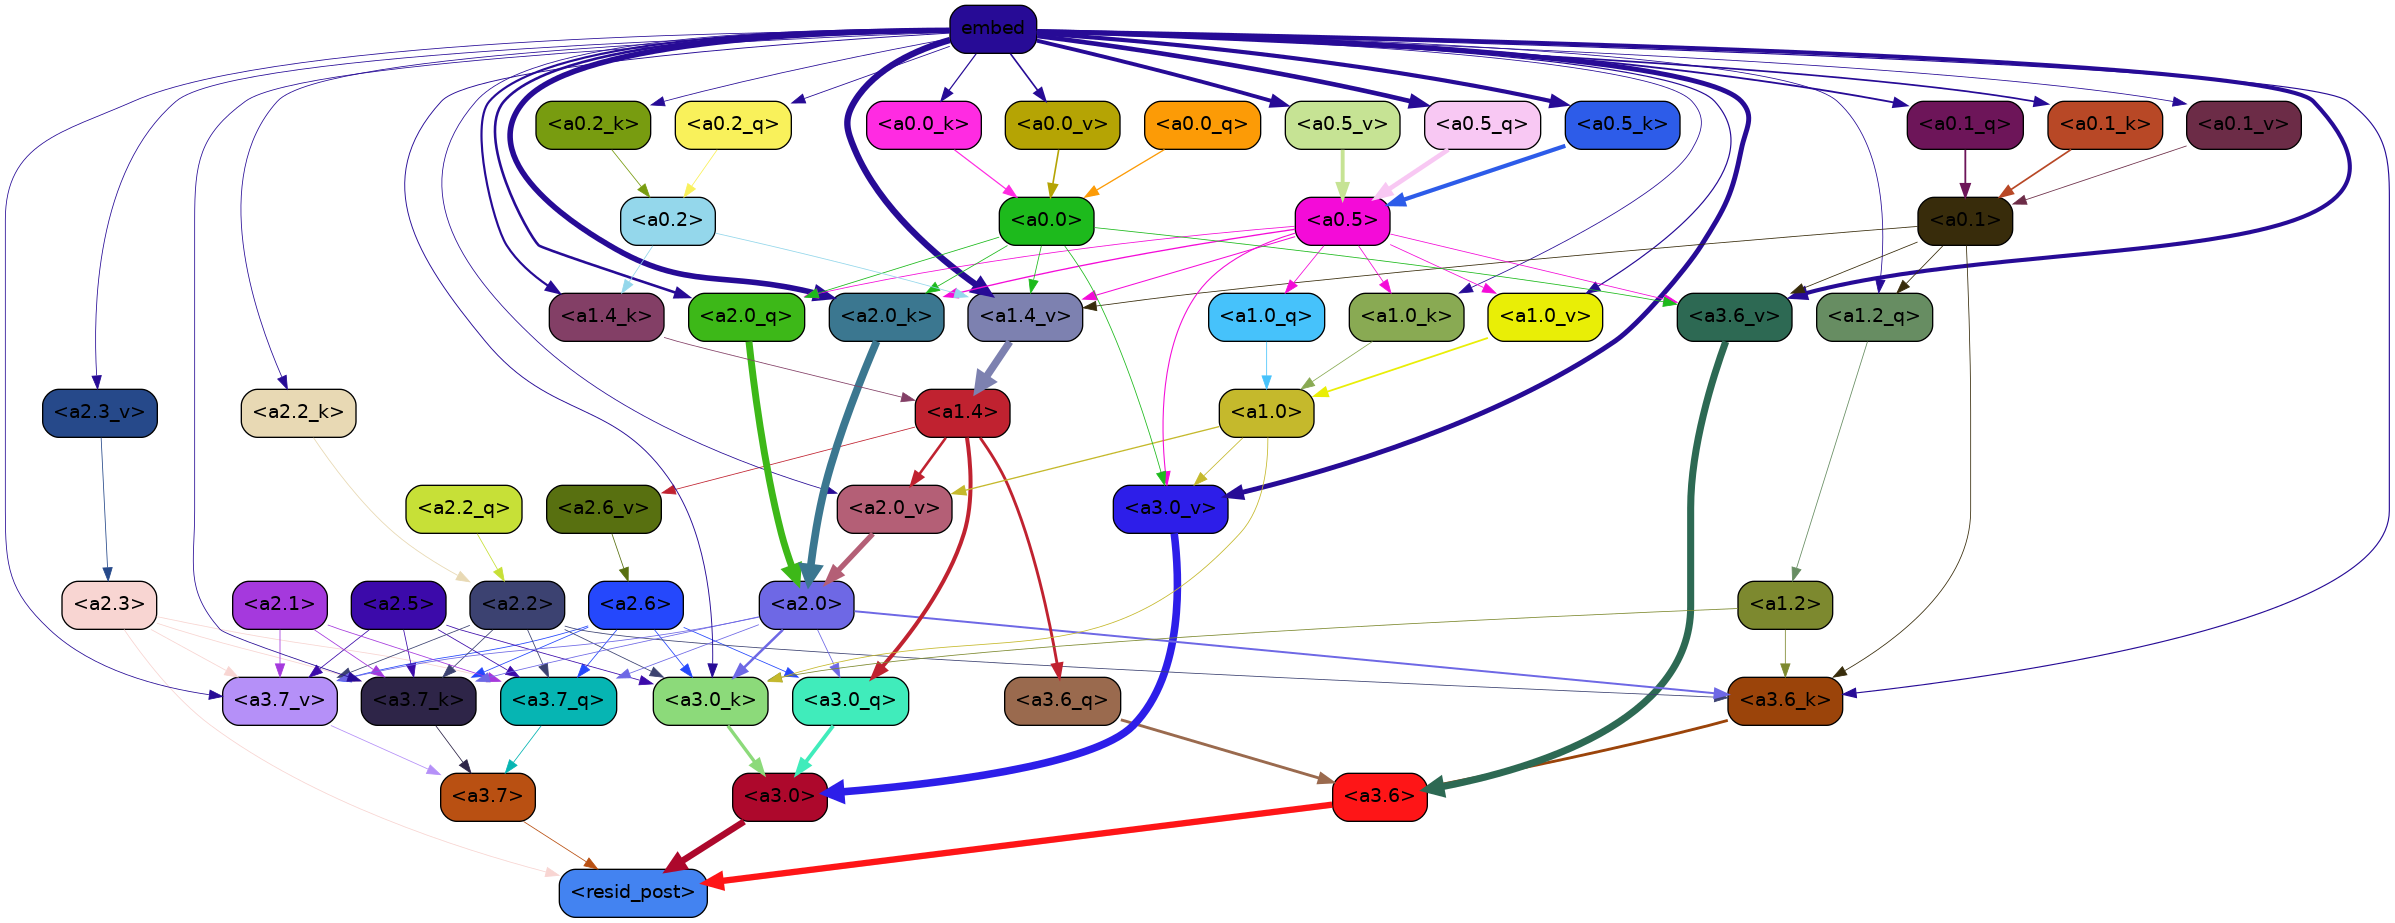 embed
<a0.2_k>
<a0.2_q>
<a0.0_k>
<a0.0_v>
<a0.0_q>
<a0.5_v>
<a0.5_q>
<a0.5_k>
<a0.1_q>
<a0.1_k>
<a0.1_v>
<a0.2>
<a0.0>
<a0.5>
<a0.1>
<a1.4_k>
<a2.0_q>
<a2.0_k>
<a1.4_v>
<a1.0_q>
<a1.0_k>
<a1.0_v>
<a3.6_v>
<a1.2_q>
<a2.3_v>
<a2.2_k>
<a1.4>
<a1.0>
<a2.2_q>
<a2.6_v>
<a2.0_v>
<a3.0_v>
<a2.3>
<a2.1>
<a2.5>
<a2.2>
<a2.6>
<a2.0>
<a1.2>
<a3.7_v>
<a3.7_k>
<a3.7_q>
<a3.0_k>
<a3.0_q>
<a3.6_q>
<a3.6_k>
<a3.7>
<a3.0>
<a3.6>
<resid_post>